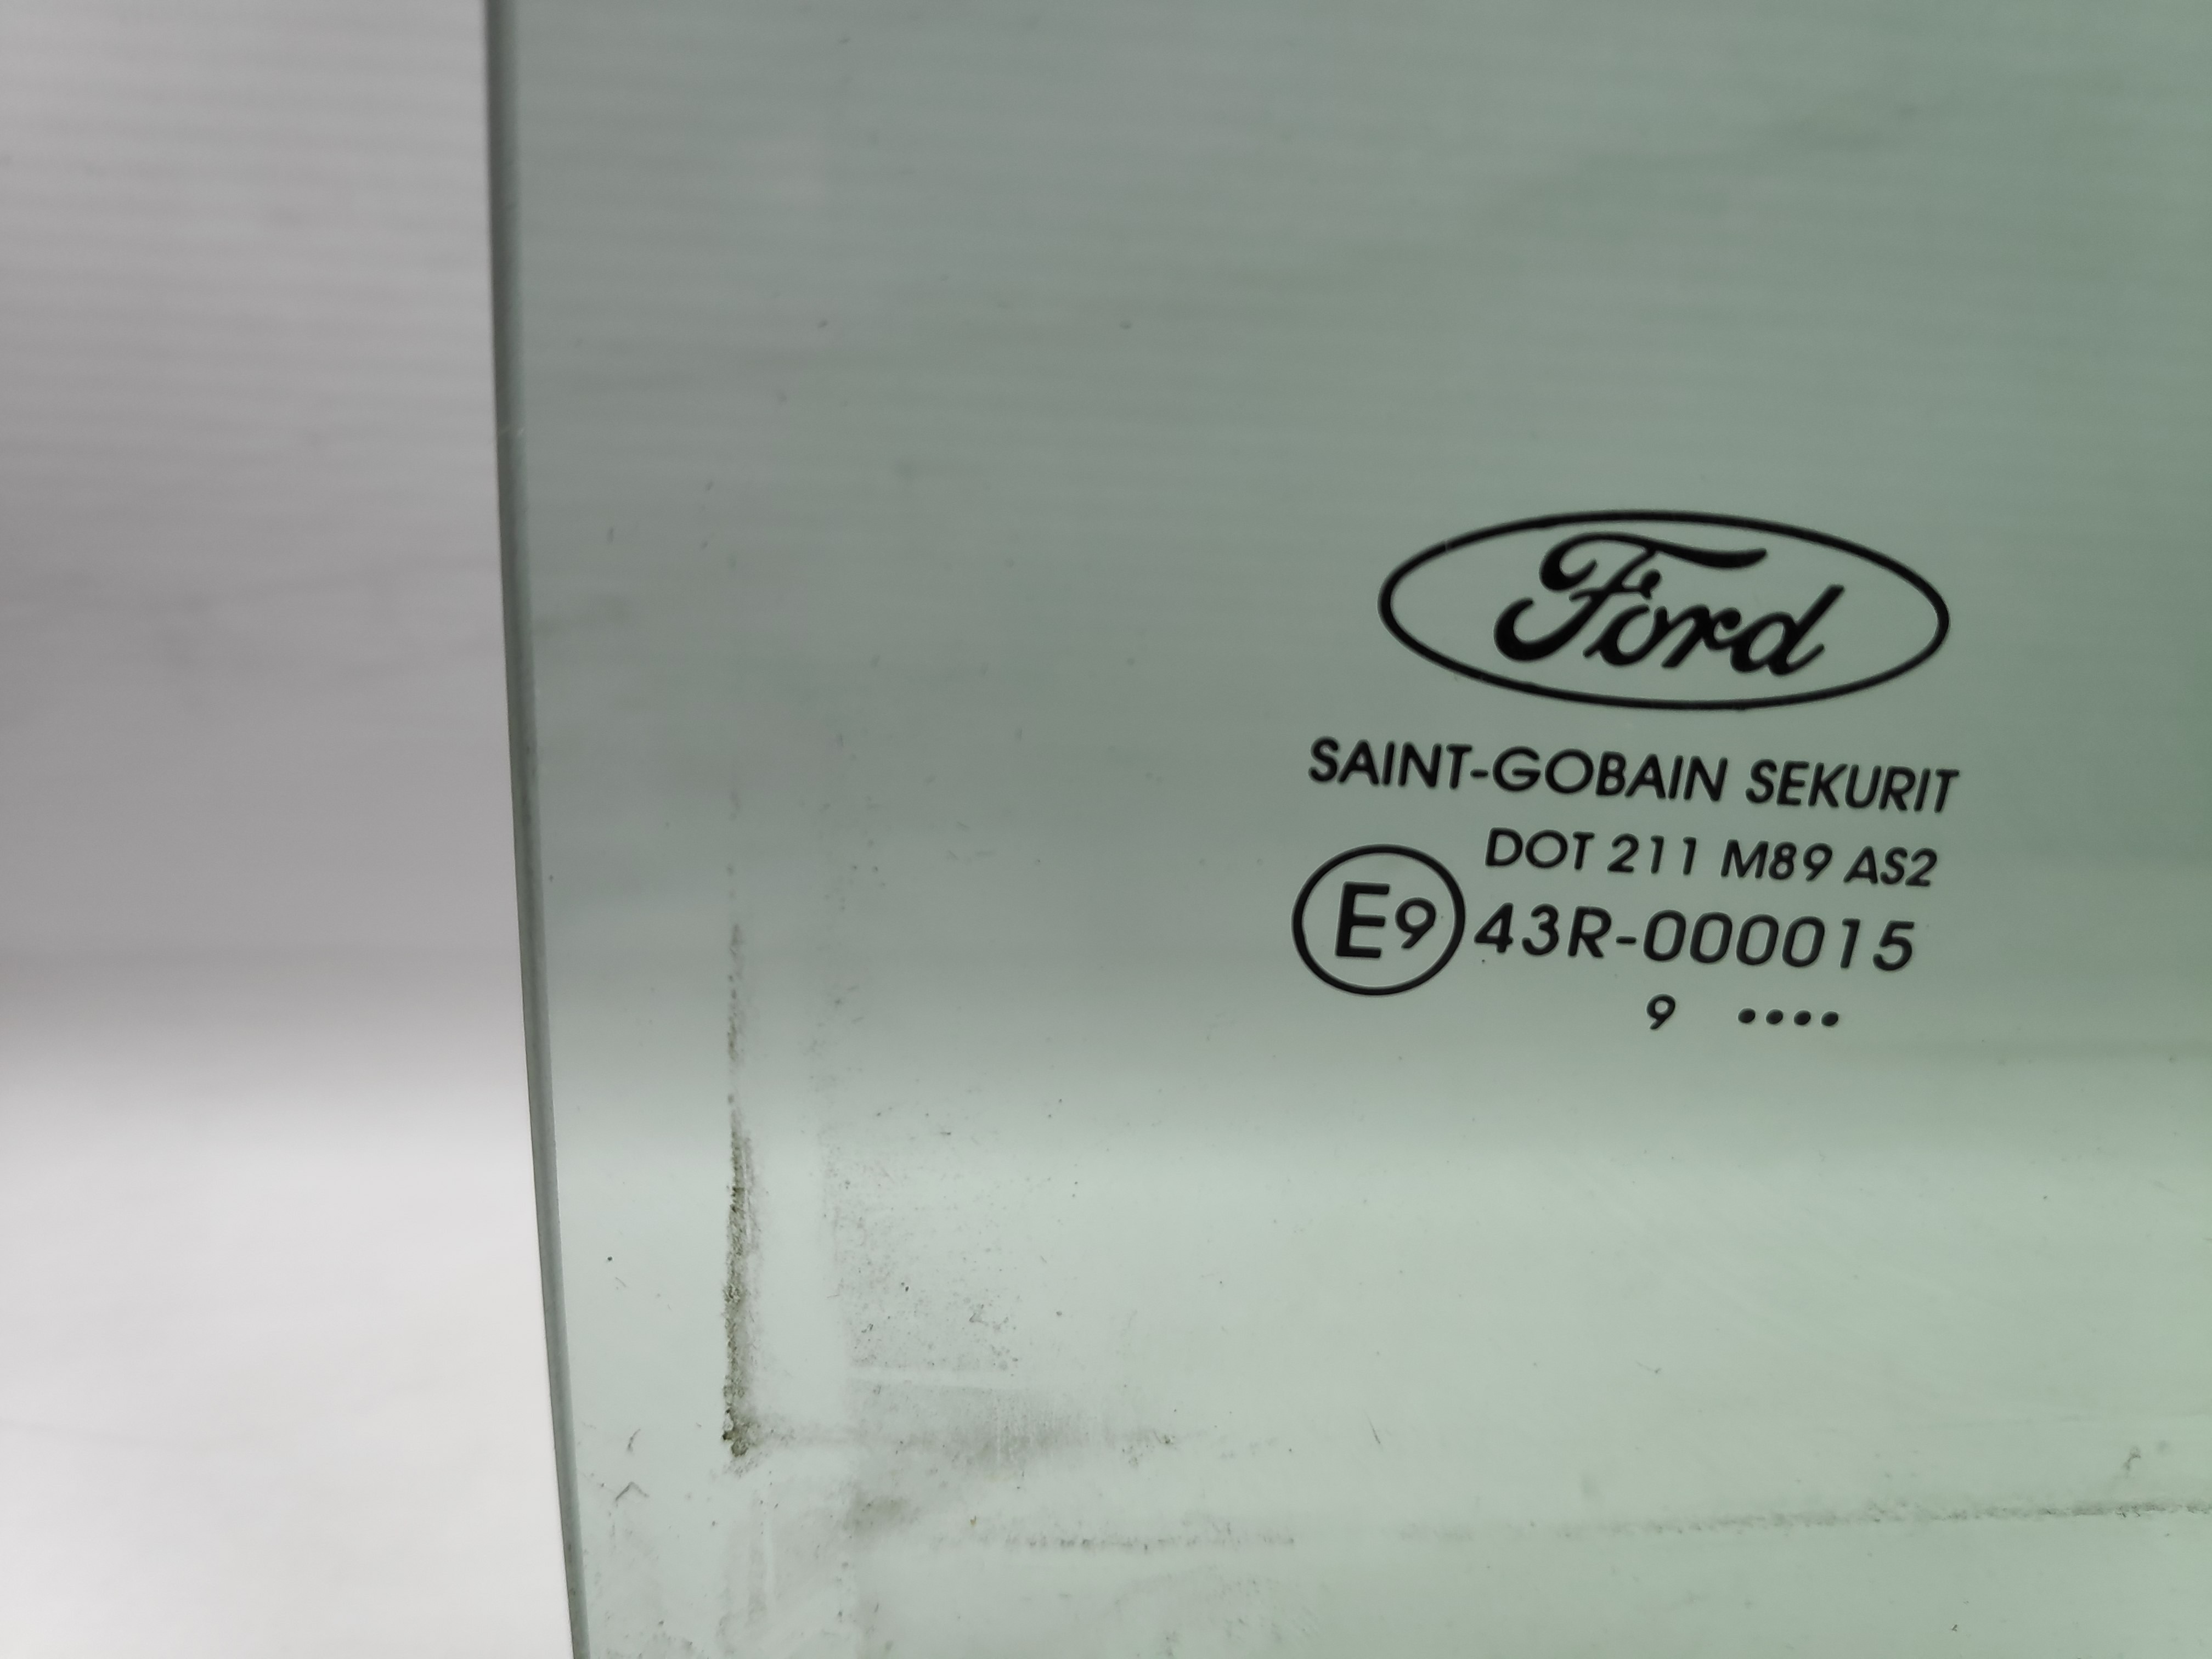 Ford
SAINT-GOBAIN SEKURIT
DOT 211 M89 AS2
E9 43R-000015
9 ••••